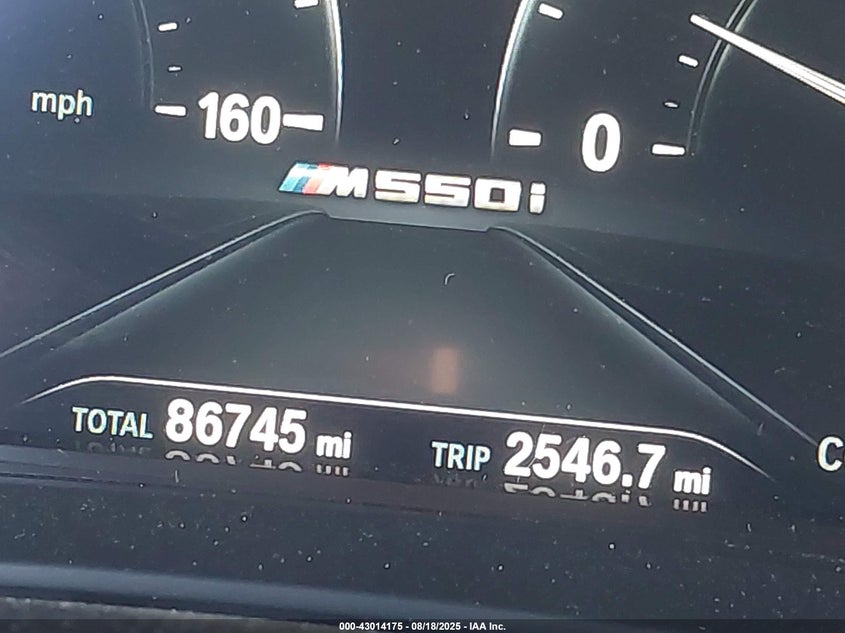 mph
160
0
M550i
TOTAL 86745 mi
TRIP 2546.7 mi
C
000-43014175 - 08/18/2025 - IAA Inc.